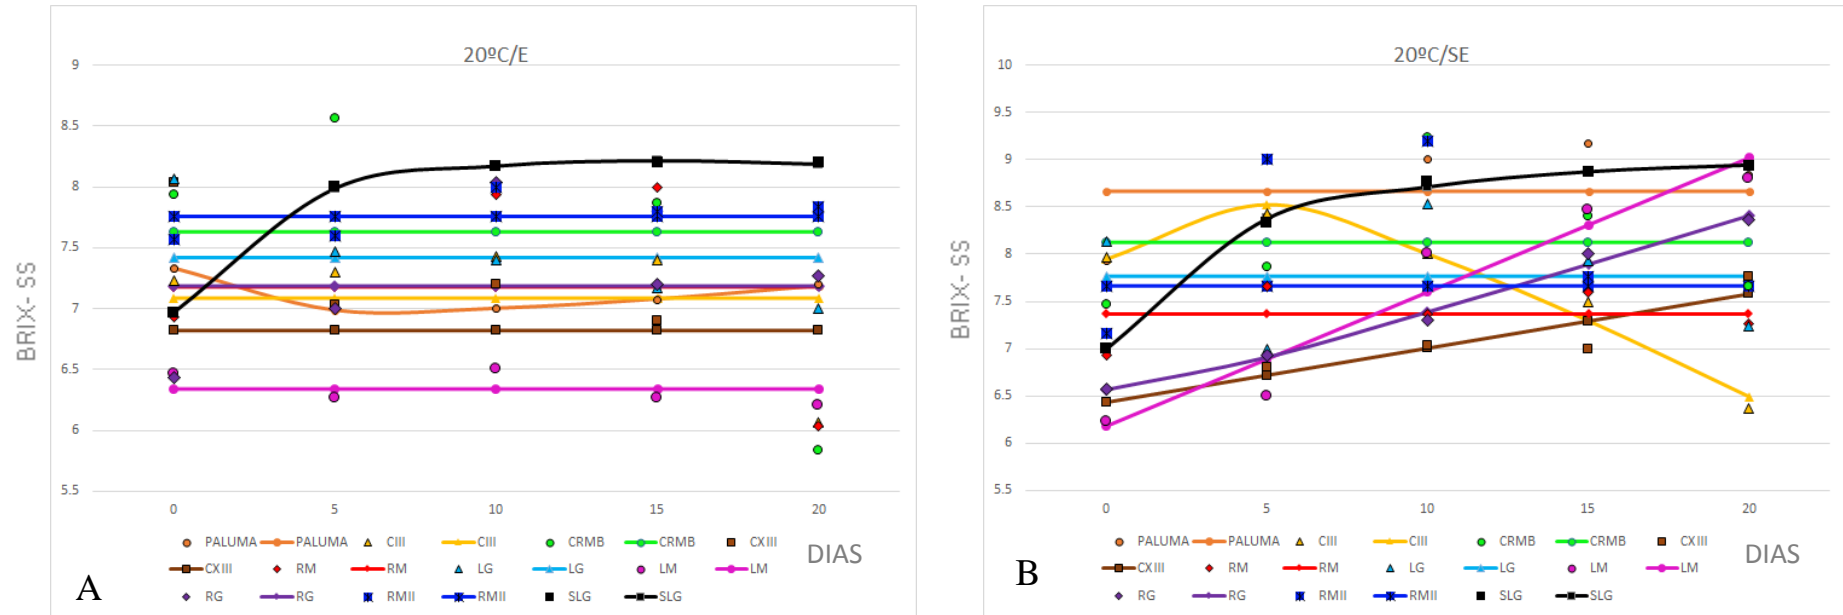 20ºC/E
9
8.5
8
7.5
7
6.5
6
5.5
BRIX- SS
0 5 10 15 20
PALUMA PALUMA CIII CIII CRMB CRMB CXIII
CXIII RM RM LG LG LM LM
RG RG RMII RMII SLG SLG
DIAS
A
20ºC/SE
10
9.5
9
8.5
8
7.5
7
6.5
6
5.5
BRIX- SS
0 5 10 15 20
PALUMA PALUMA CIII CIII CRMB CRMB CXIII
CXIII RM RM LG LG LM LM
RG RG RMII RMII SLG SLG
DIAS
B